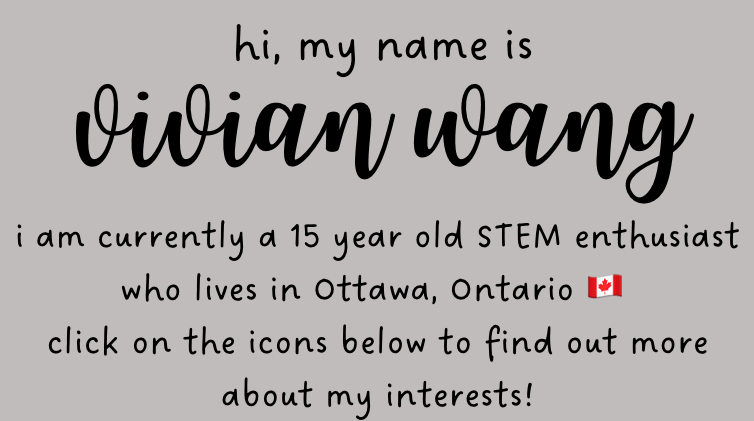 hi, my name is
vivian wang
i am currently a 15 year old STEM enthusiast
who lives in Ottawa, Ontario 🇨🇦
click on the icons below to find out more
about my interests!